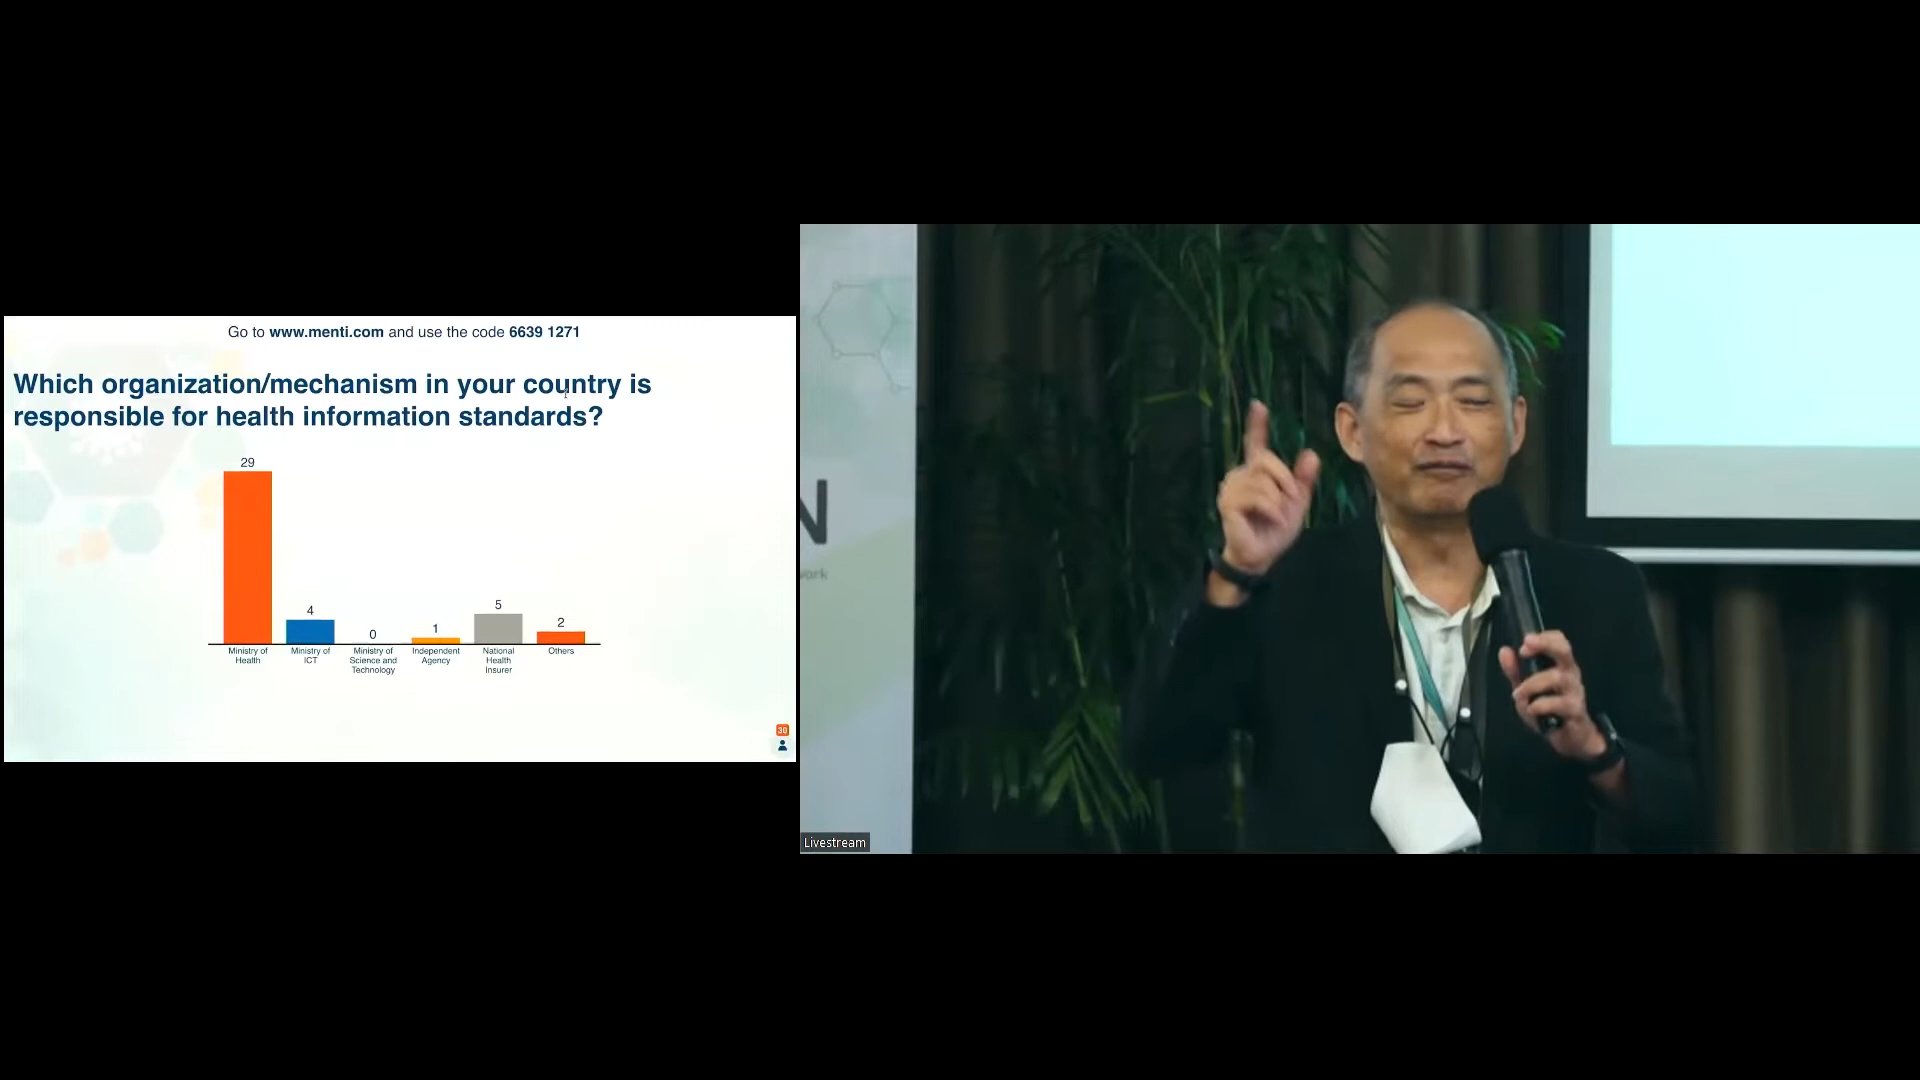 Go to www.menti.com and use the code 6639 1271
Which organization/mechanism in your country is
responsible for health information standards?
29
4
0
1
5
2
Ministry of
Health
Ministry of
ICT
Ministry of
Science and
Technology
Independent
Agency
National
Health
Insurer
Others
30
N
work
Livestream